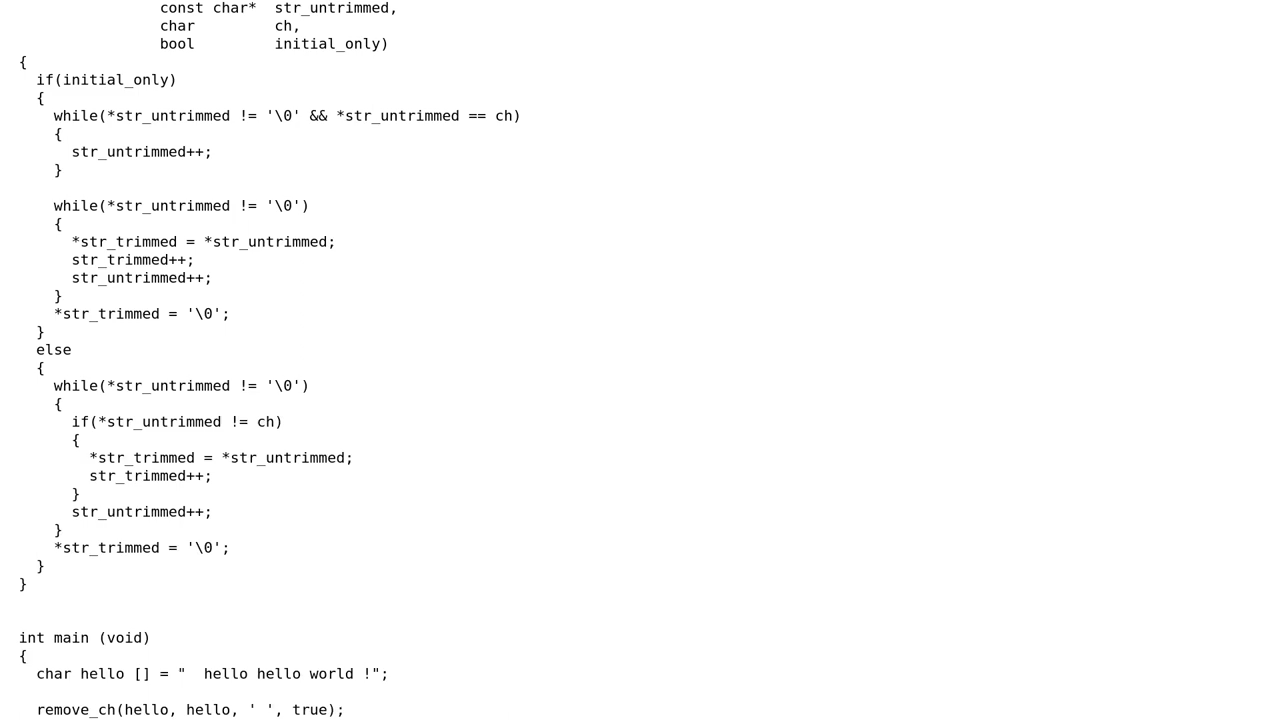 const char*  str_untrimmed,
                char         ch,
                bool         initial_only)
{
  if(initial_only)
  {
    while(*str_untrimmed != '\0' && *str_untrimmed == ch)
    {
      str_untrimmed++;
    }

    while(*str_untrimmed != '\0')
    {
      *str_trimmed = *str_untrimmed;
      str_trimmed++;
      str_untrimmed++;
    }
    *str_trimmed = '\0';
  }
  else
  {
    while(*str_untrimmed != '\0')
    {
      if(*str_untrimmed != ch)
      {
        *str_trimmed = *str_untrimmed;
        str_trimmed++;
      }
      str_untrimmed++;
    }
    *str_trimmed = '\0';
  }
}


int main (void)
{
  char hello [] = "  hello hello world !";

  remove_ch(hello, hello, ' ', true);